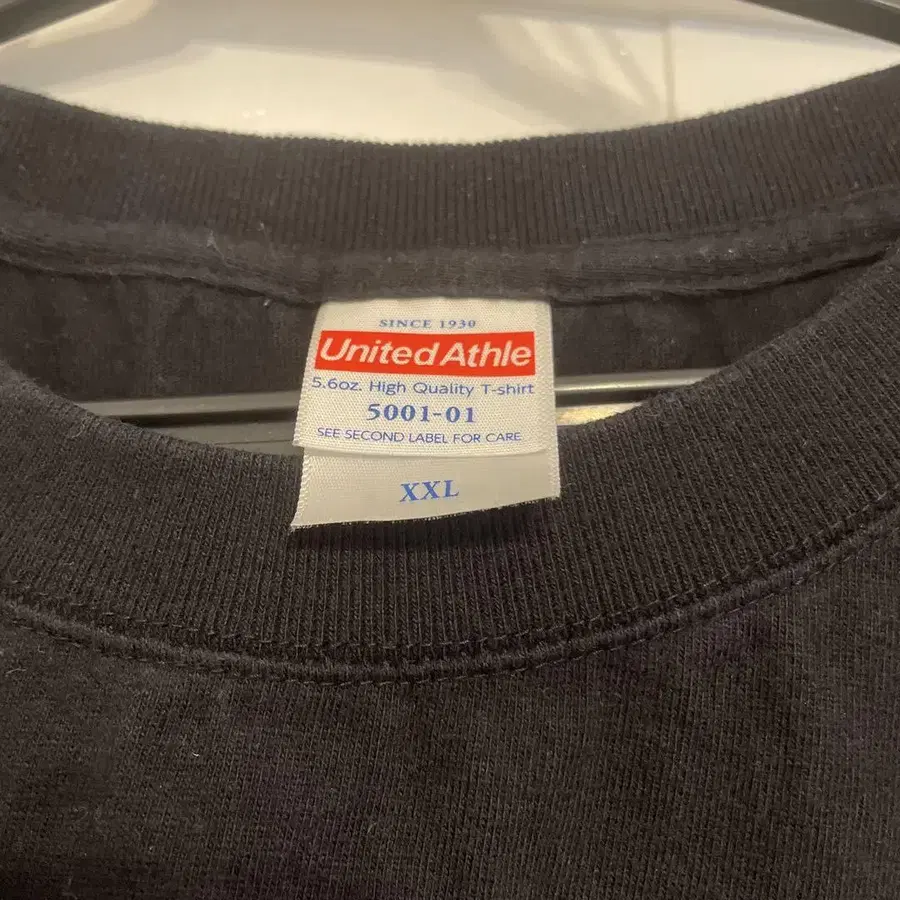 SINCE 1930
United Athle
5.6oz. High Quality T-shirt
5001-01
SEE SECOND LABEL FOR CARE
XXL